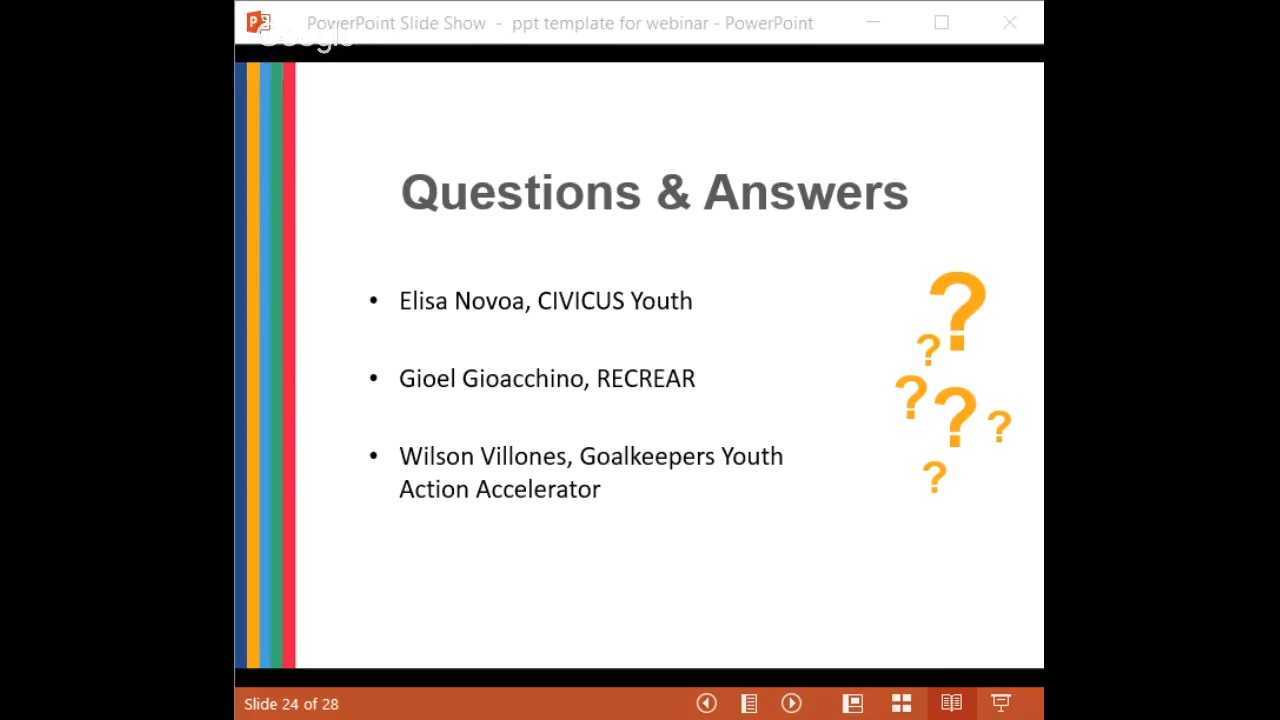 PowerPoint Slide Show - ppt template for webinar - PowerPoint
Google
Questions & Answers
• Elisa Novoa, CIVICUS Youth
• Gioel Gioacchino, RECREAR
• Wilson Villones, Goalkeepers Youth
Action Accelerator
?
?
?
?
?
?
Slide 24 of 28